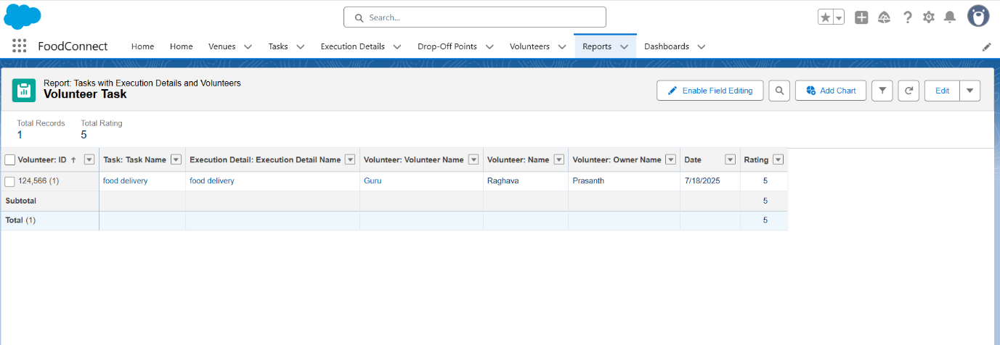 Search...
FoodConnect Home Home Venues Tasks Execution Details Drop-Off Points Volunteers Reports Dashboards
Report: Tasks with Execution Details and Volunteers
Volunteer Task
Enable Field Editing Add Chart Edit
Total Records Total Rating
1 5
Volunteer: ID ↑ Task: Task Name Execution Detail: Execution Detail Name Volunteer: Volunteer Name Volunteer: Name Volunteer: Owner Name Date Rating
124,566 (1) food delivery food delivery Guru Raghava Prasanth 7/18/2025 5
Subtotal 5
Total (1) 5